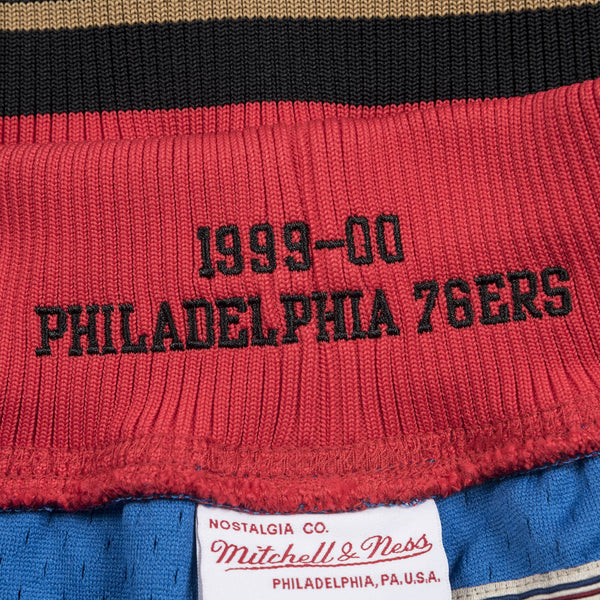 1999-00
PHILADELPHIA 76ERS
NOSTALGIA CO.
Mitchell & Ness
PHILADELPHIA, PA. U.S.A.